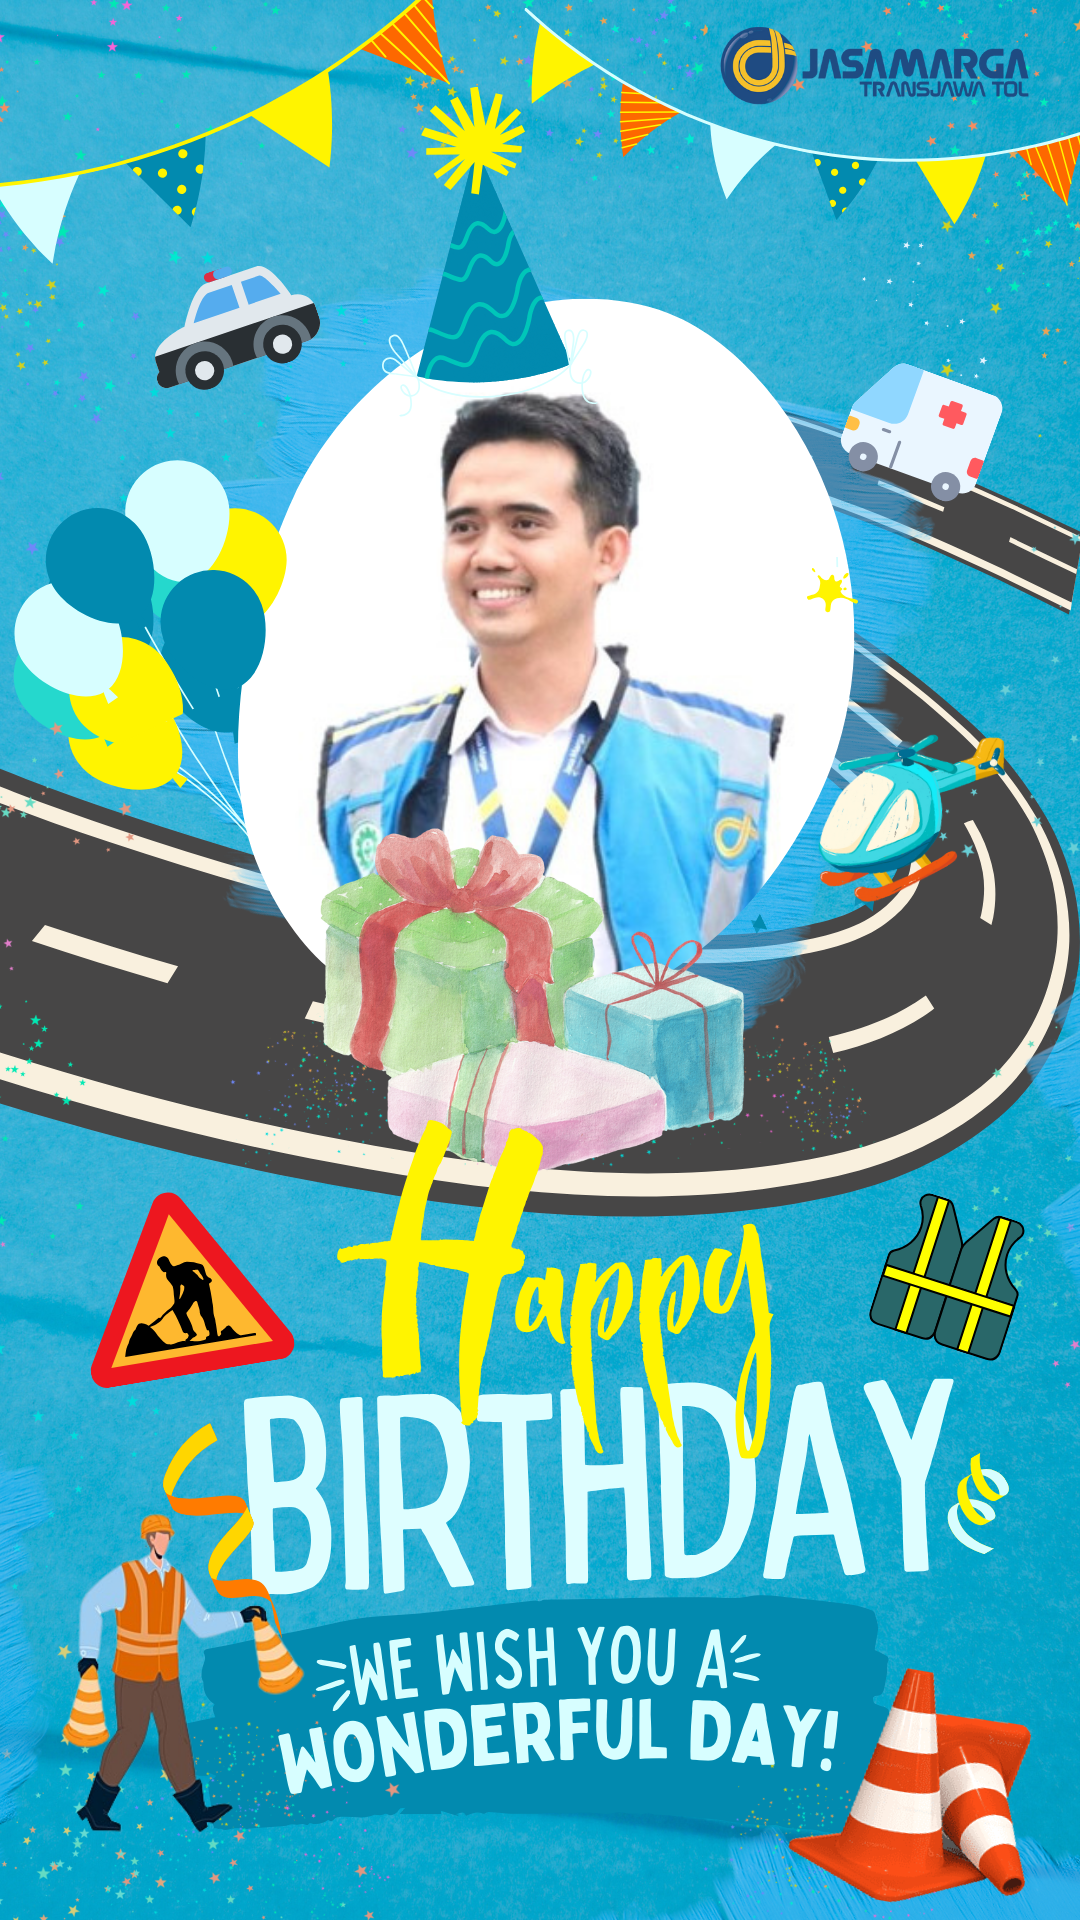 JASAMARGA
TRANSJAWA TOL
Happy
BIRTHDAY
WE WISH YOU A
WONDERFUL DAY!